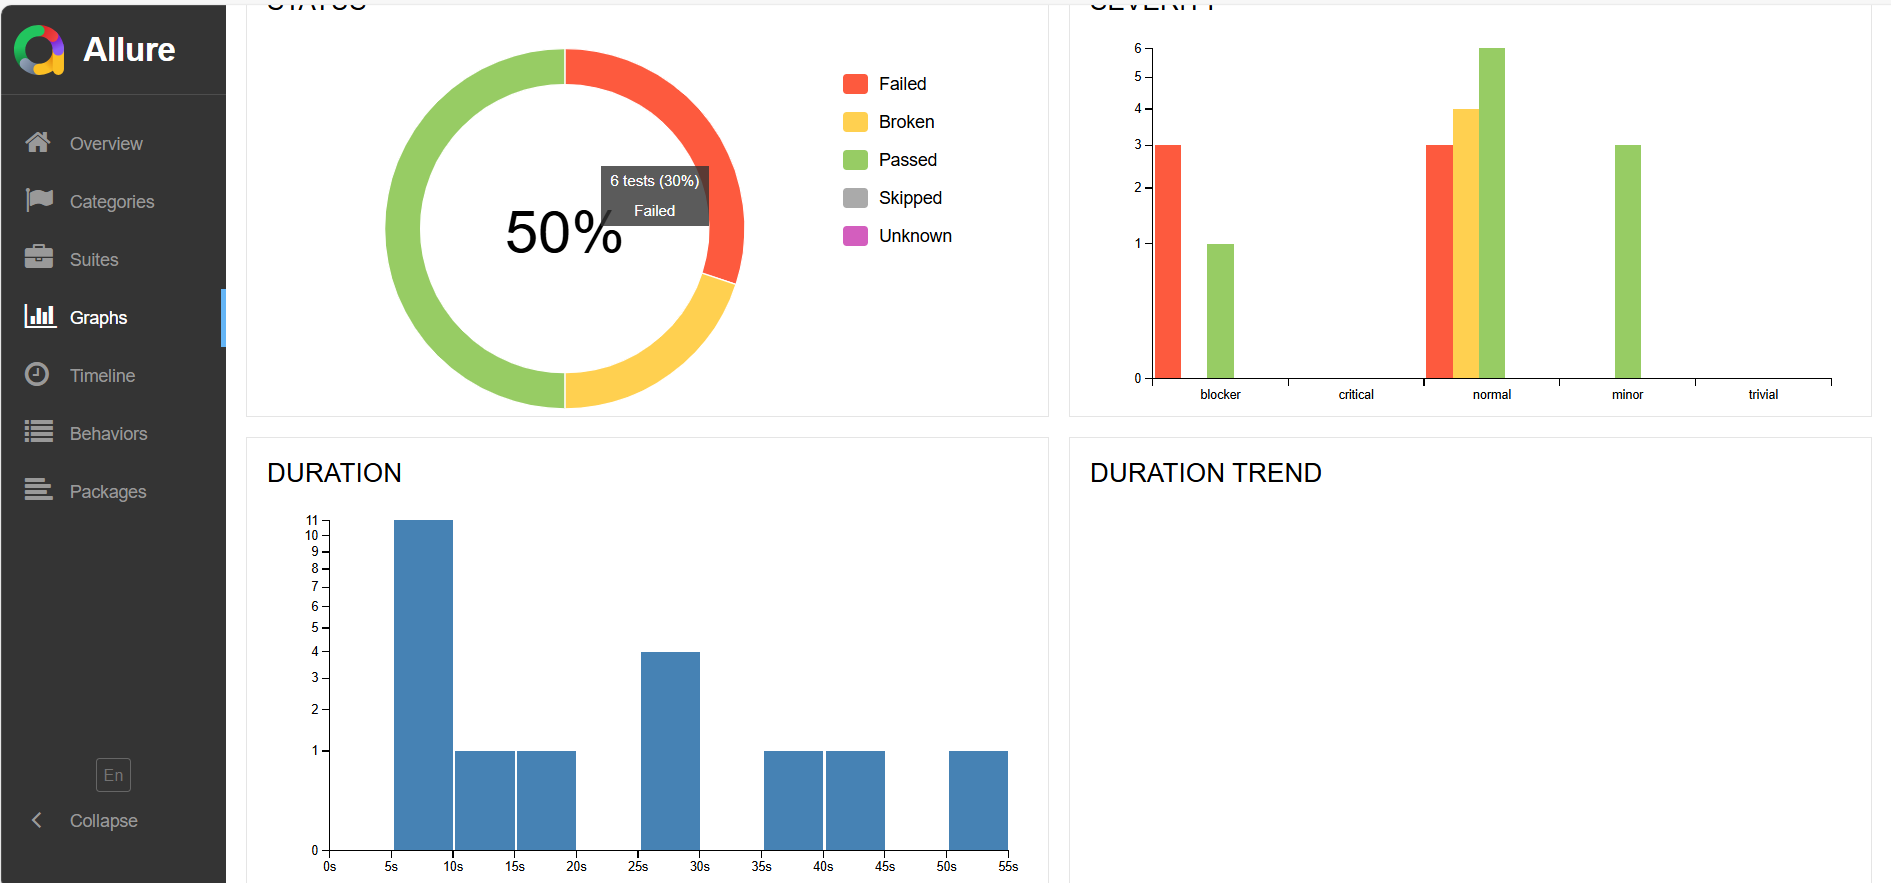 Allure
Overview
Categories
Suites
Graphs
Timeline
Behaviors
Packages
En
Collapse
STATUS
50%
6 tests (30%)
Failed
Failed
Broken
Passed
Skipped
Unknown
SEVERITY
6
5
4
3
2
1
0
blocker critical normal minor trivial
DURATION
11
10
9
8
7
6
5
4
3
2
1
0
0s 5s 10s 15s 20s 25s 30s 35s 40s 45s 50s 55s
DURATION TREND